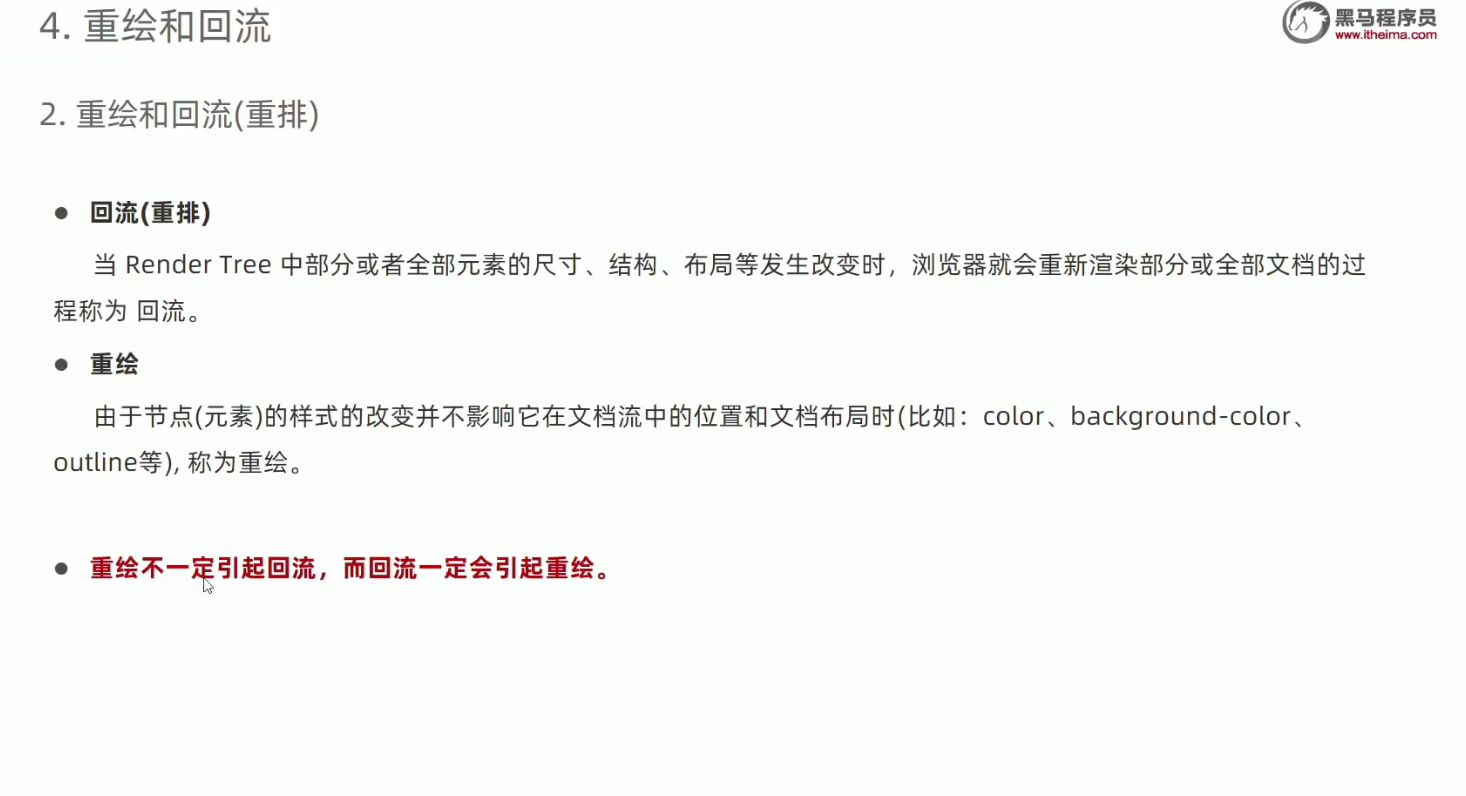 4. 重绘和回流
黑马程序员
www.itheima.com
2. 重绘和回流(重排)
● 回流(重排)
当 Render Tree 中部分或者全部元素的尺寸、结构、布局等发生改变时，浏览器就会重新渲染部分或全部文档的过
程称为 回流。
● 重绘
由于节点(元素)的样式的改变并不影响它在文档流中的位置和文档布局时(比如：color、background-color、
outline等), 称为重绘。
● 重绘不一定引起回流，而回流一定会引起重绘。